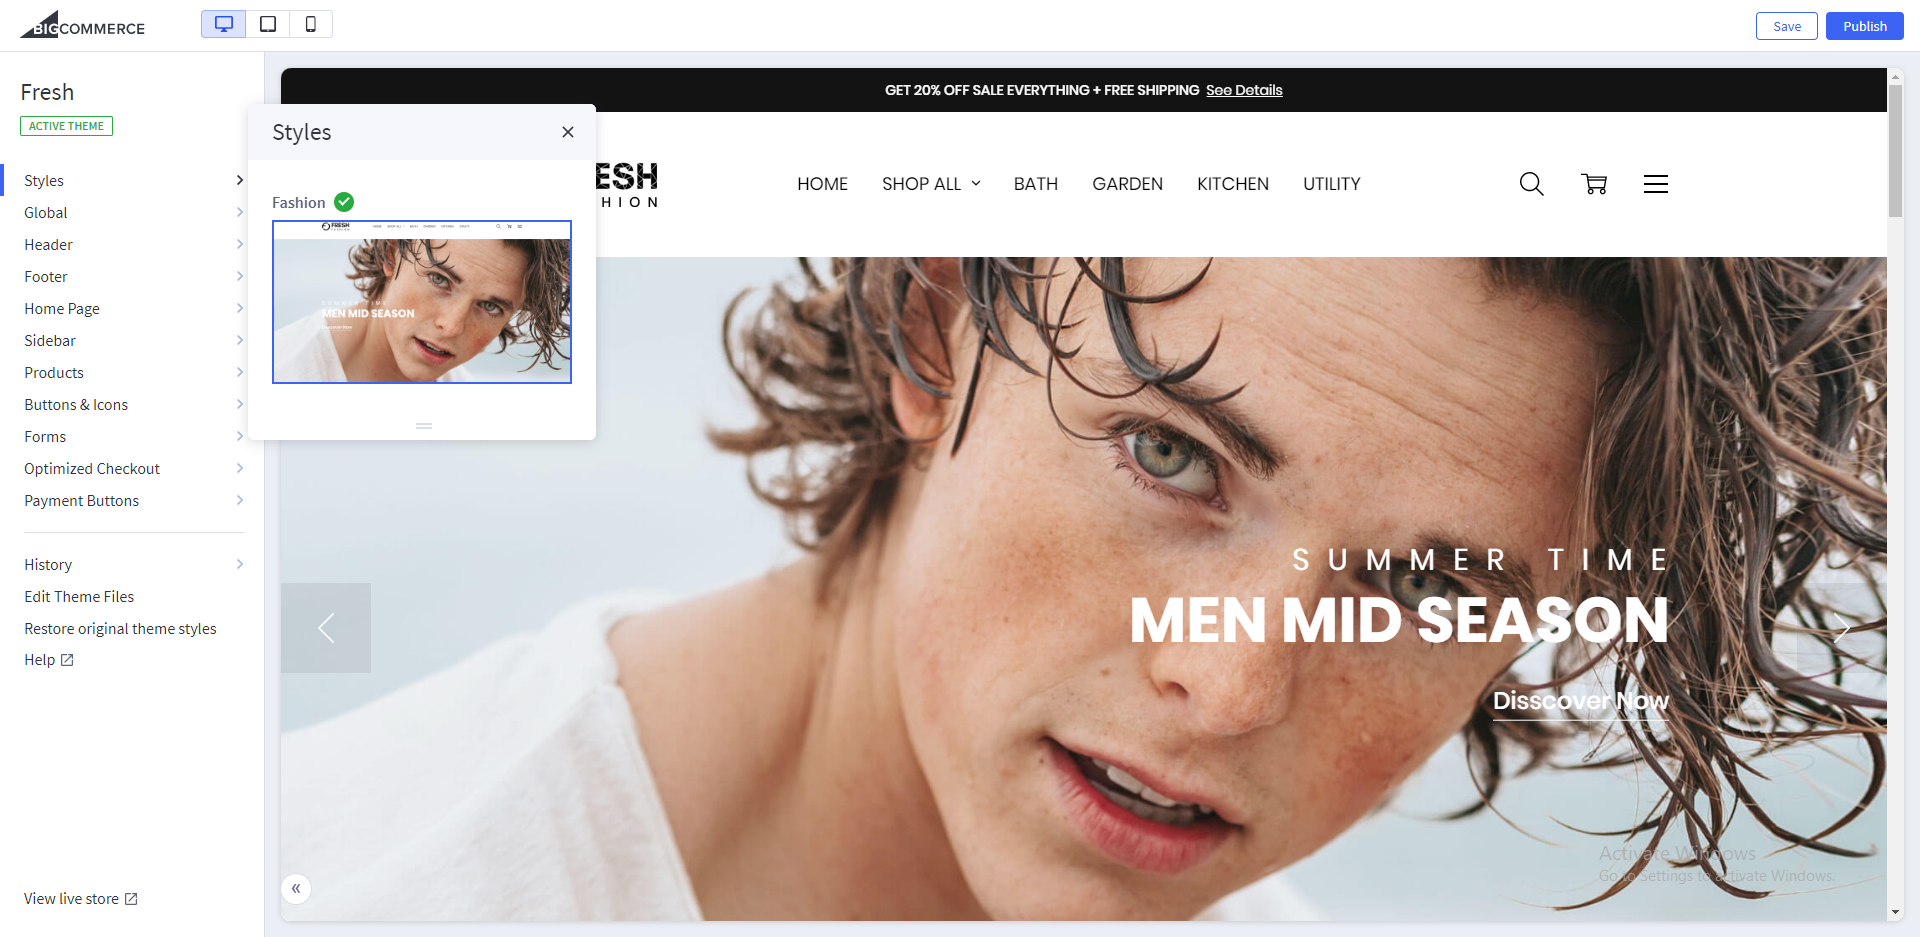 BIGCOMMERCE
Save
Publish
Fresh
ACTIVE THEME
Styles
Global
Header
Footer
Home Page
Sidebar
Products
Buttons & Icons
Forms
Optimized Checkout
Payment Buttons
History
Edit Theme Files
Restore original theme styles
Help
View live store
Styles
Fashion
FRESH
SUMMER TIME
MEN MID SEASON
GET 20% OFF SALE EVERYTHING + FREE SHIPPING See Details
ESH
HION
HOME SHOP ALL BATH GARDEN KITCHEN UTILITY
SUMMER TIME
MEN MID SEASON
Disscover Now
Activate Windows
Go to Settings to activate Windows.